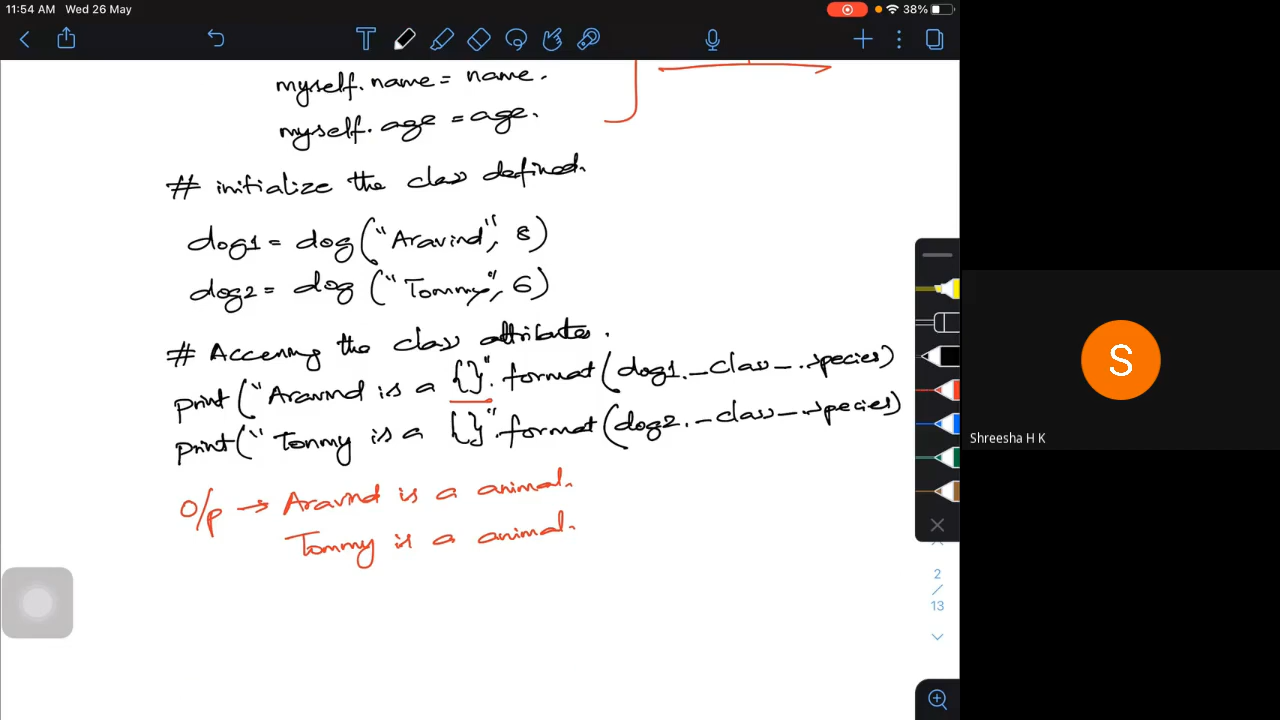 11:54 AM Wed 26 May
38%
myself.name = name.
myself.age = age.
# initialize the class defined.
dog1 = dog ("Aravind", 8)
dog2 = dog ("Tommy", 6)
# Accessing the class attributes.
print ("Aravind is a {}".format (dog1._class_.species)
print ("Tommy is a {}".format (dog2._class_.species)
O/p → Aravind is a animal.
Tommy is a animal.
2
/
13
S
Shreesha H K